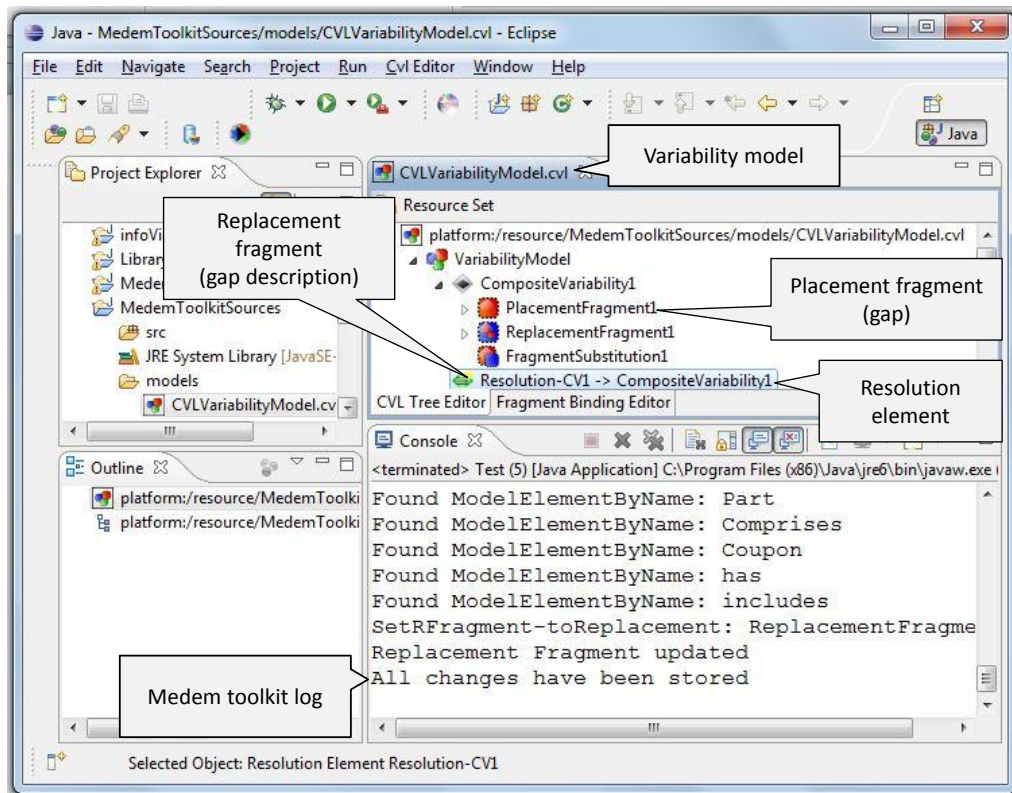 Java - MedemToolkitSources/models/CVLVariabilityModel.cvl - Eclipse
File Edit Navigate Search Project Run Cvl Editor Window Help
Java
Variability model
Project Explorer
CVLVariabilityModel.cvl
Resource Set
Replacement
fragment
(gap description)
infoVi
Library
Mede
MedemToolkitSources
src
JRE System Library [JavaSE-
models
CVLVariabilityModel.cv
platform:/resource/MedemToolkitSources/models/CVLVariabilityModel.cvl
VariabilityModel
CompositeVariability1
PlacementFragment1
ReplacementFragment1
FragmentSubstitution1
Resolution-CV1 -> CompositeVariability1
Placement fragment
(gap)
Resolution
element
CVL Tree Editor Fragment Binding Editor
Outline
platform:/resource/MedemToolki
platform:/resource/MedemToolki
Console
<terminated> Test (5) [Java Application] C:\Program Files (x86)\Java\jre6\bin\javaw.exe (
Found ModelElementByName: Part
Found ModelElementByName: Comprises
Found ModelElementByName: Coupon
Found ModelElementByName: has
Found ModelElementByName: includes
SetRFragment-toReplacement: ReplacementFragme
Replacement Fragment updated
All changes have been stored
Medem toolkit log
Selected Object: Resolution Element Resolution-CV1